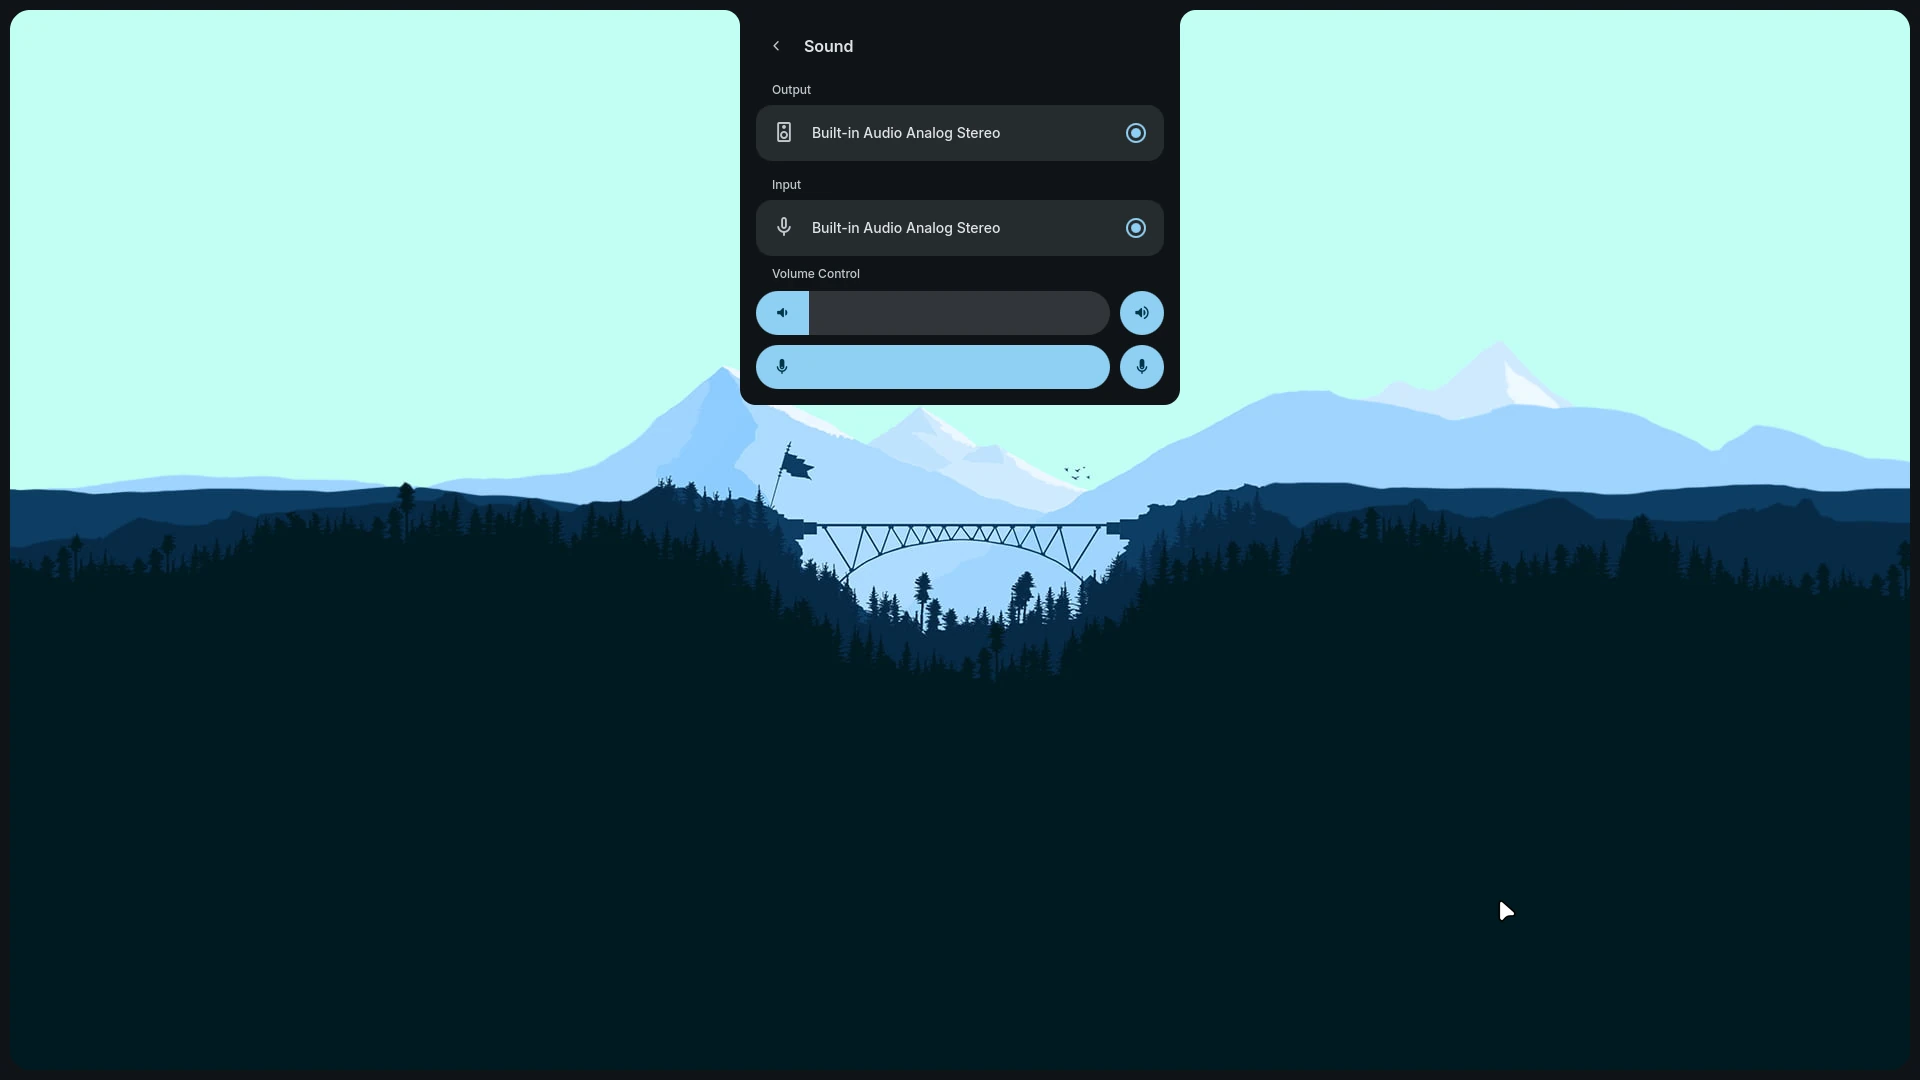 Sound
Output
Built-in Audio Analog Stereo
Input
Built-in Audio Analog Stereo
Volume Control